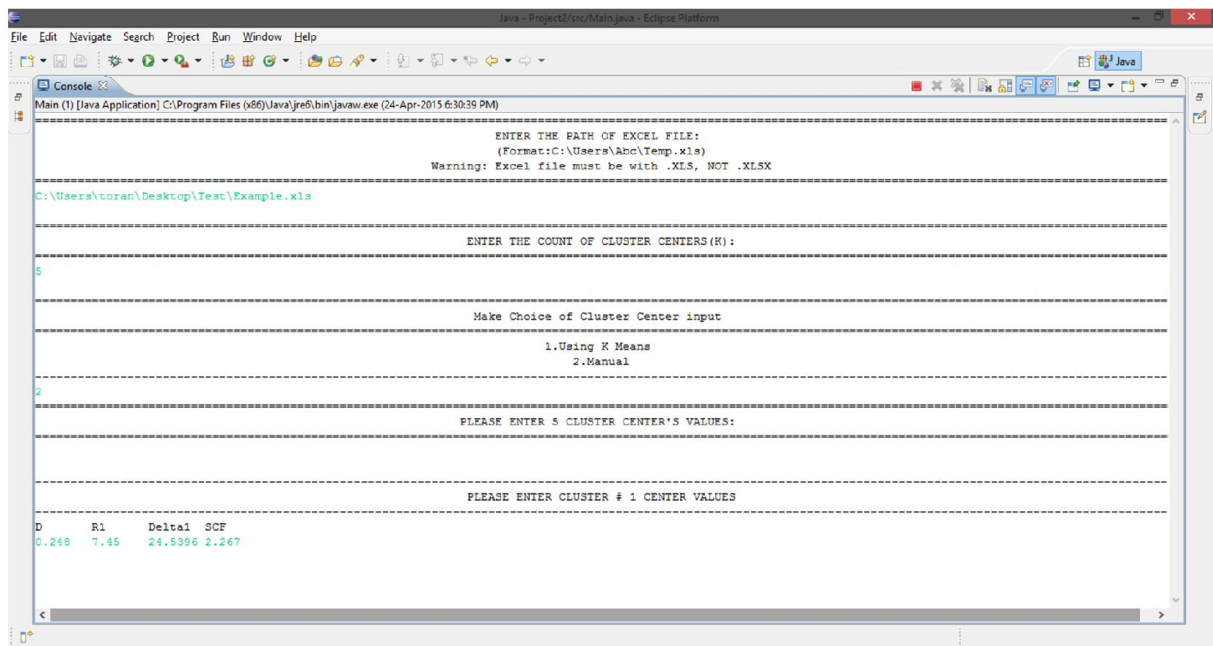 Java - Project2/src/Main.java - Eclipse Platform
File Edit Navigate Search Project Run Window Help
Java
Console
Main (1) [Java Application] C:\Program Files (x86)\Java\jre6\bin\javaw.exe (24-Apr-2015 6:30:39 PM)
ENTER THE PATH OF EXCEL FILE:
(Format:C:\Users\Abc\Temp.xls)
Warning: Excel file must be with .XLS, NOT .XLSX
C:\Users\toran\Desktop\Test\Example.xls
ENTER THE COUNT OF CLUSTER CENTERS(K):
5
Make Choice of Cluster Center input
1.Using K Means
2.Manual
2
PLEASE ENTER 5 CLUSTER CENTER'S VALUES:
PLEASE ENTER CLUSTER # 1 CENTER VALUES
D R1 Delta1 SCF
0.248 7.45 24.5396 2.267